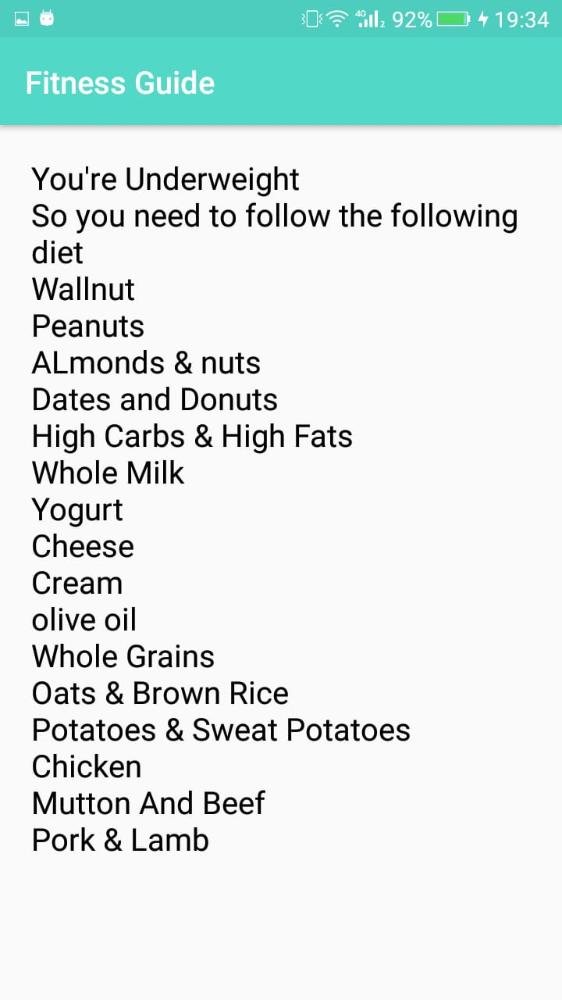 4G 2 92% 19:34
Fitness Guide
You're Underweight
So you need to follow the following
diet
Wallnut
Peanuts
ALmonds & nuts
Dates and Donuts
High Carbs & High Fats
Whole Milk
Yogurt
Cheese
Cream
olive oil
Whole Grains
Oats & Brown Rice
Potatoes & Sweat Potatoes
Chicken
Mutton And Beef
Pork & Lamb